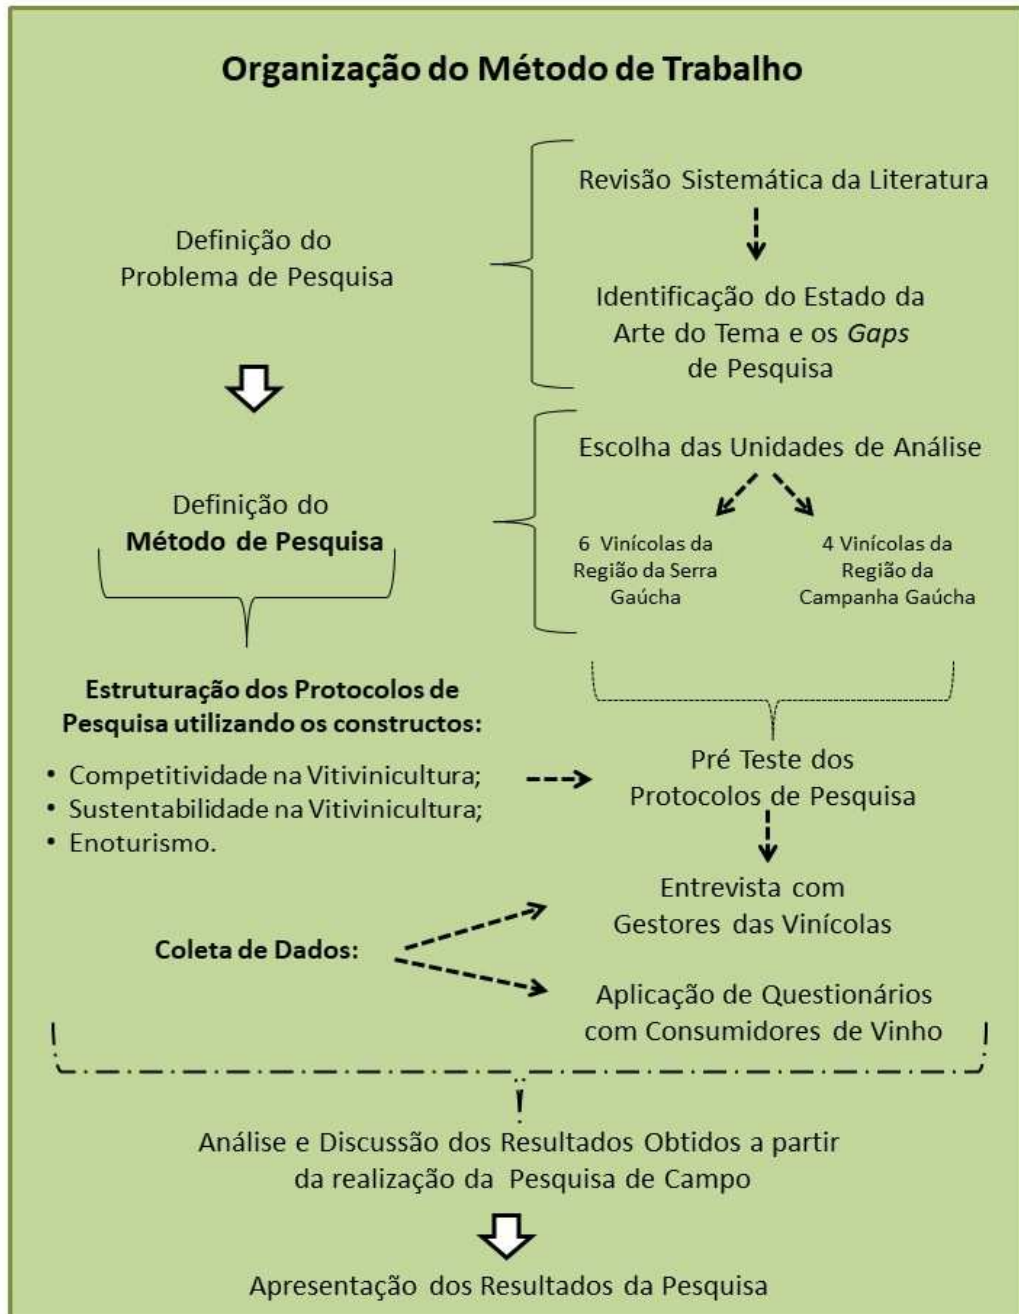 Organização do Método de Trabalho
Definição do
Problema de Pesquisa
Revisão Sistemática da Literatura
Identificação do Estado da
Arte do Tema e os Gaps
de Pesquisa
Definição do
Método de Pesquisa
Escolha das Unidades de Análise
6 Vinícolas da
Região da Serra
Gaúcha
4 Vinícolas da
Região da
Campanha Gaúcha
Estruturação dos Protocolos de
Pesquisa utilizando os constructos:
• Competitividade na Vitivinicultura;
• Sustentabilidade na Vitivinicultura;
• Enoturismo.
Pré Teste dos
Protocolos de Pesquisa
Coleta de Dados:
Entrevista com
Gestores das Vinícolas
Aplicação de Questionários
com Consumidores de Vinho
Análise e Discussão dos Resultados Obtidos a partir
da realização da Pesquisa de Campo
Apresentação dos Resultados da Pesquisa